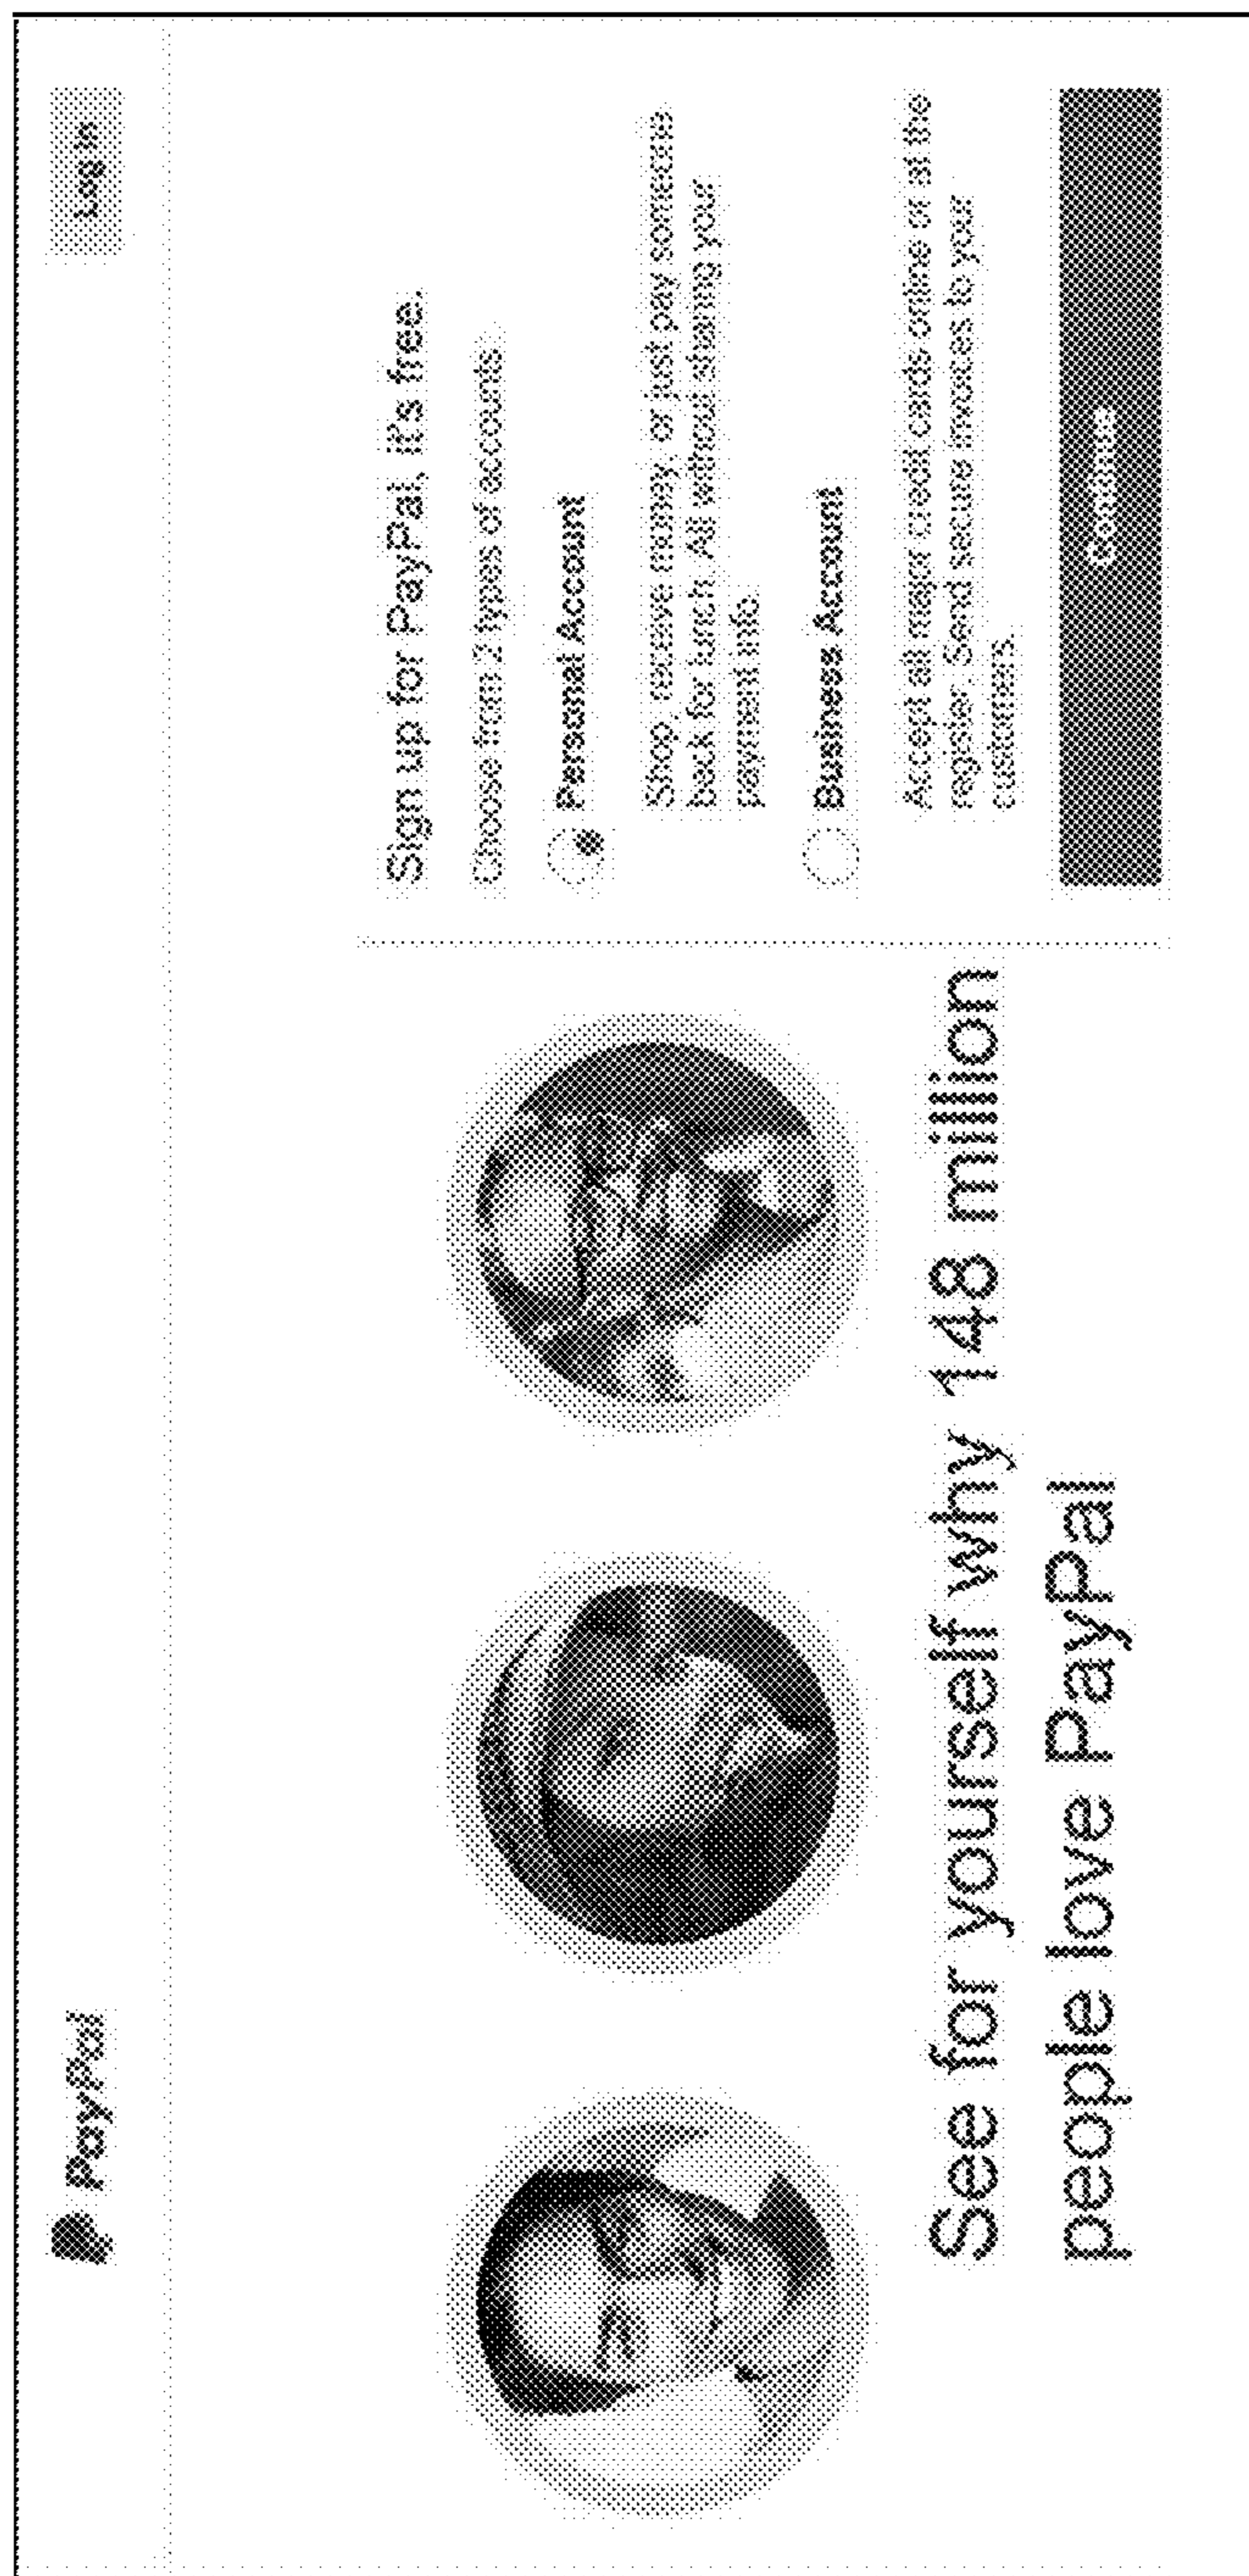 PayPal
Log In
See for yourself why 148 million
people love PayPal
Sign up for PayPal, it's free.
Choose from 2 types of accounts
Personal Account
Shop, receive money, or just pay someone
back for lunch. All without sharing your
payment info.
Business Account
Accept all major credit cards online or at the
register. Send secure invoices to your
customers.
Continue